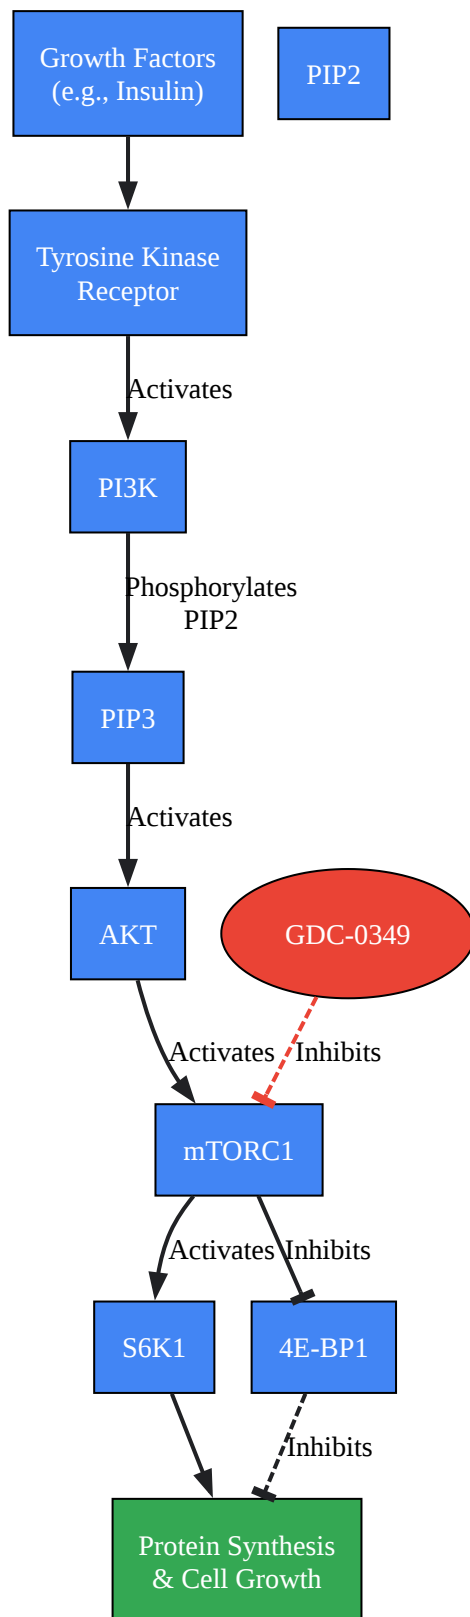 Growth Factors
(e.g., Insulin)
PIP2
Tyrosine Kinase
Receptor
Activates
PI3K
Phosphorylates
PIP2
PIP3
Activates
AKT
GDC-0349
Activates
Inhibits
mTORC1
Activates
Inhibits
S6K1
4E-BP1
Inhibits
Protein Synthesis
& Cell Growth